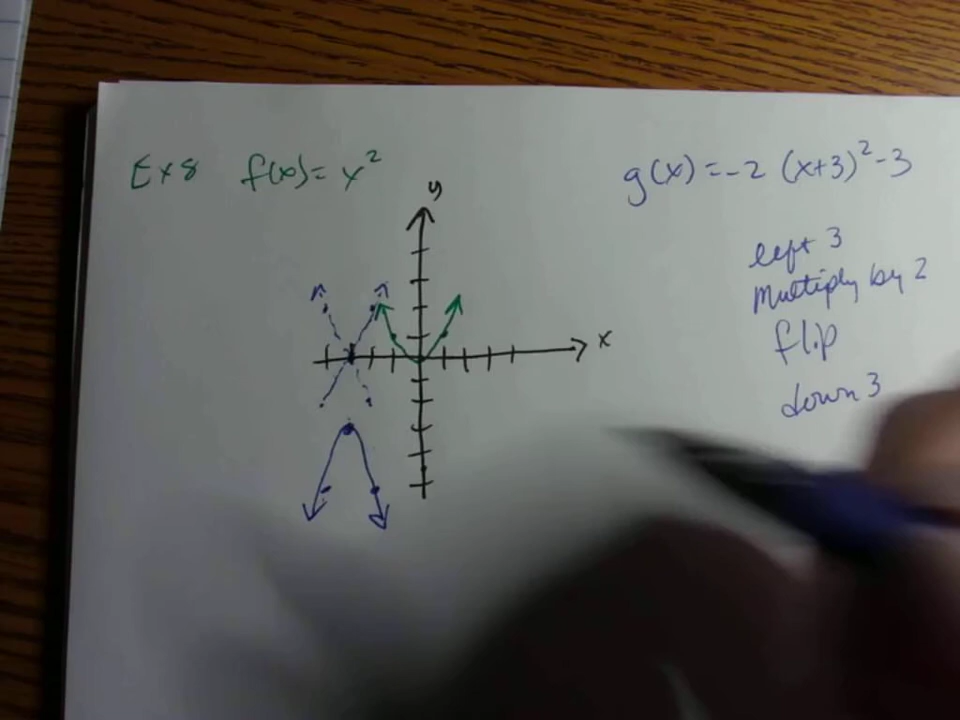 Ex 8 f(x) = x²
g(x) = -2 (x+3)² - 3
y
x
left 3
Multiply by 2
flip
down 3